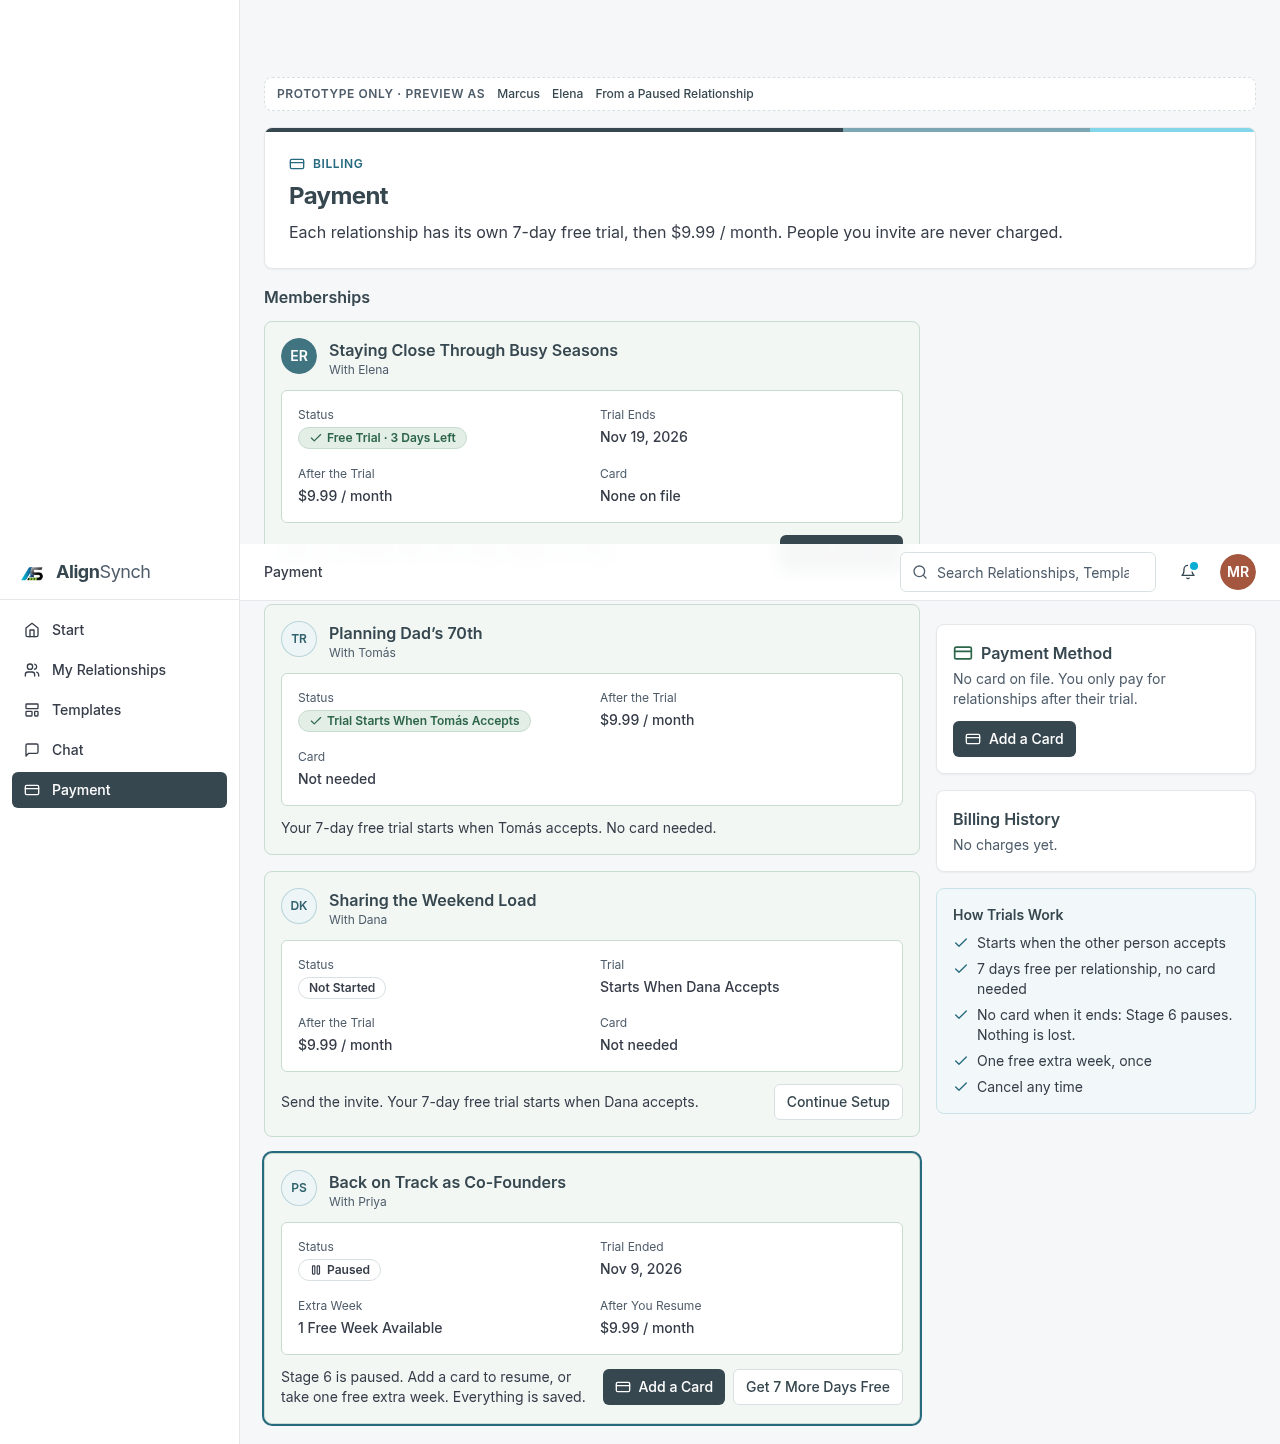 PROTOTYPE ONLY · PREVIEW AS Marcus Elena From a Paused Relationship
BILLING
Payment
Each relationship has its own 7-day free trial, then $9.99 / month. People you invite are never charged.
Memberships
ER
Staying Close Through Busy Seasons
With Elena
Status
Free Trial · 3 Days Left
Trial Ends
Nov 19, 2026
After the Trial
$9.99 / month
Card
None on file
AlignSynch
Payment
Search Relationships, Templa
MR
Start
My Relationships
Templates
Chat
Payment
TR
Planning Dad’s 70th
With Tomás
Status
Trial Starts When Tomás Accepts
After the Trial
$9.99 / month
Card
Not needed
Your 7-day free trial starts when Tomás accepts. No card needed.
DK
Sharing the Weekend Load
With Dana
Status
Not Started
Trial
Starts When Dana Accepts
After the Trial
$9.99 / month
Card
Not needed
Send the invite. Your 7-day free trial starts when Dana accepts.
Continue Setup
PS
Back on Track as Co-Founders
With Priya
Status
Paused
Trial Ended
Nov 9, 2026
Extra Week
1 Free Week Available
After You Resume
$9.99 / month
Stage 6 is paused. Add a card to resume, or
take one free extra week. Everything is saved.
Add a Card
Get 7 More Days Free
Payment Method
No card on file. You only pay for
relationships after their trial.
Add a Card
Billing History
No charges yet.
How Trials Work
Starts when the other person accepts
7 days free per relationship, no card
needed
No card when it ends: Stage 6 pauses.
Nothing is lost.
One free extra week, once
Cancel any time